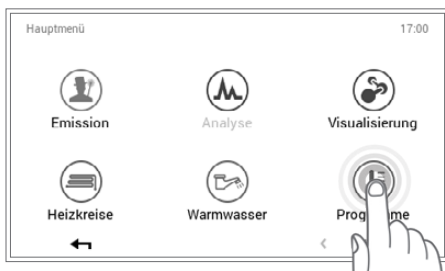 Hauptmenü 17:00
Emission Analyse Visualisierung
Heizkreise Warmwasser